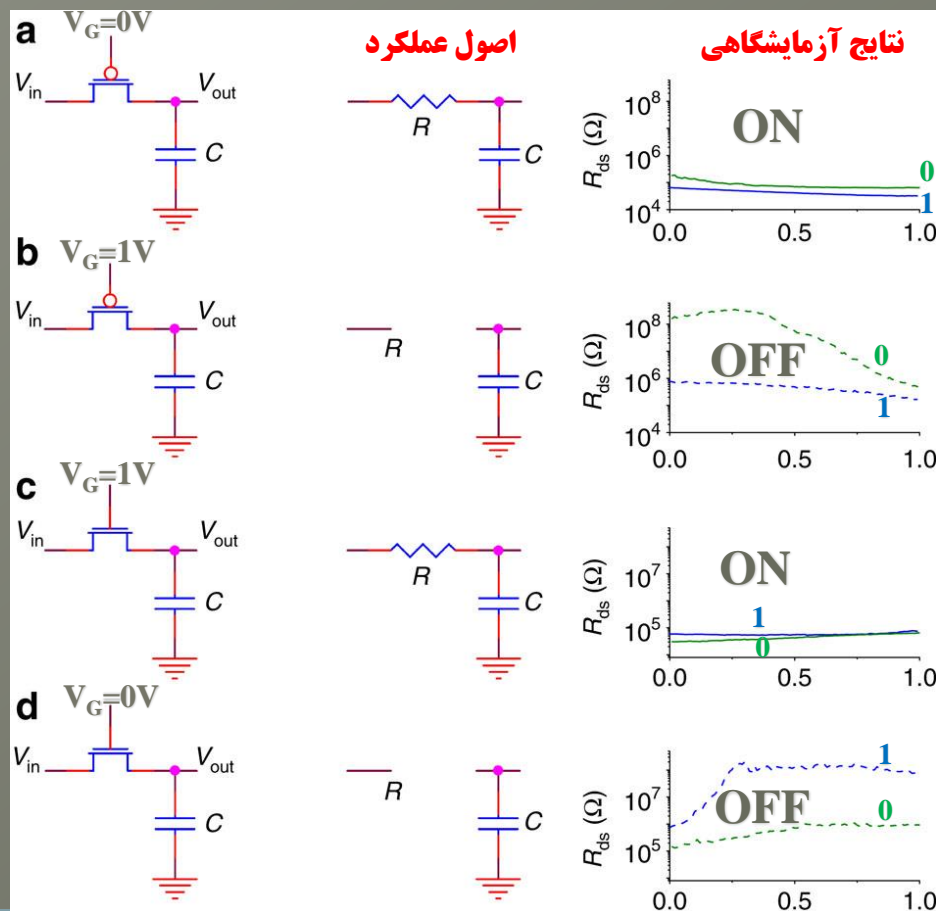 اصول عملکرد
نتایج آزمایشگاهی
a
V_G=0V
V_in
V_out
C
R
C
R_ds (Ω)
10^8
10^6
10^4
ON
0
1
0.0 0.5 1.0
b
V_G=1V
V_in
V_out
C
R
C
R_ds (Ω)
10^8
10^6
10^4
OFF
0
1
0.0 0.5 1.0
c
V_G=1V
V_in
V_out
C
R
C
R_ds (Ω)
10^7
10^5
ON
1
0
0.0 0.5 1.0
d
V_G=0V
V_in
V_out
C
R
C
R_ds (Ω)
10^7
10^5
OFF
1
0
0.0 0.5 1.0